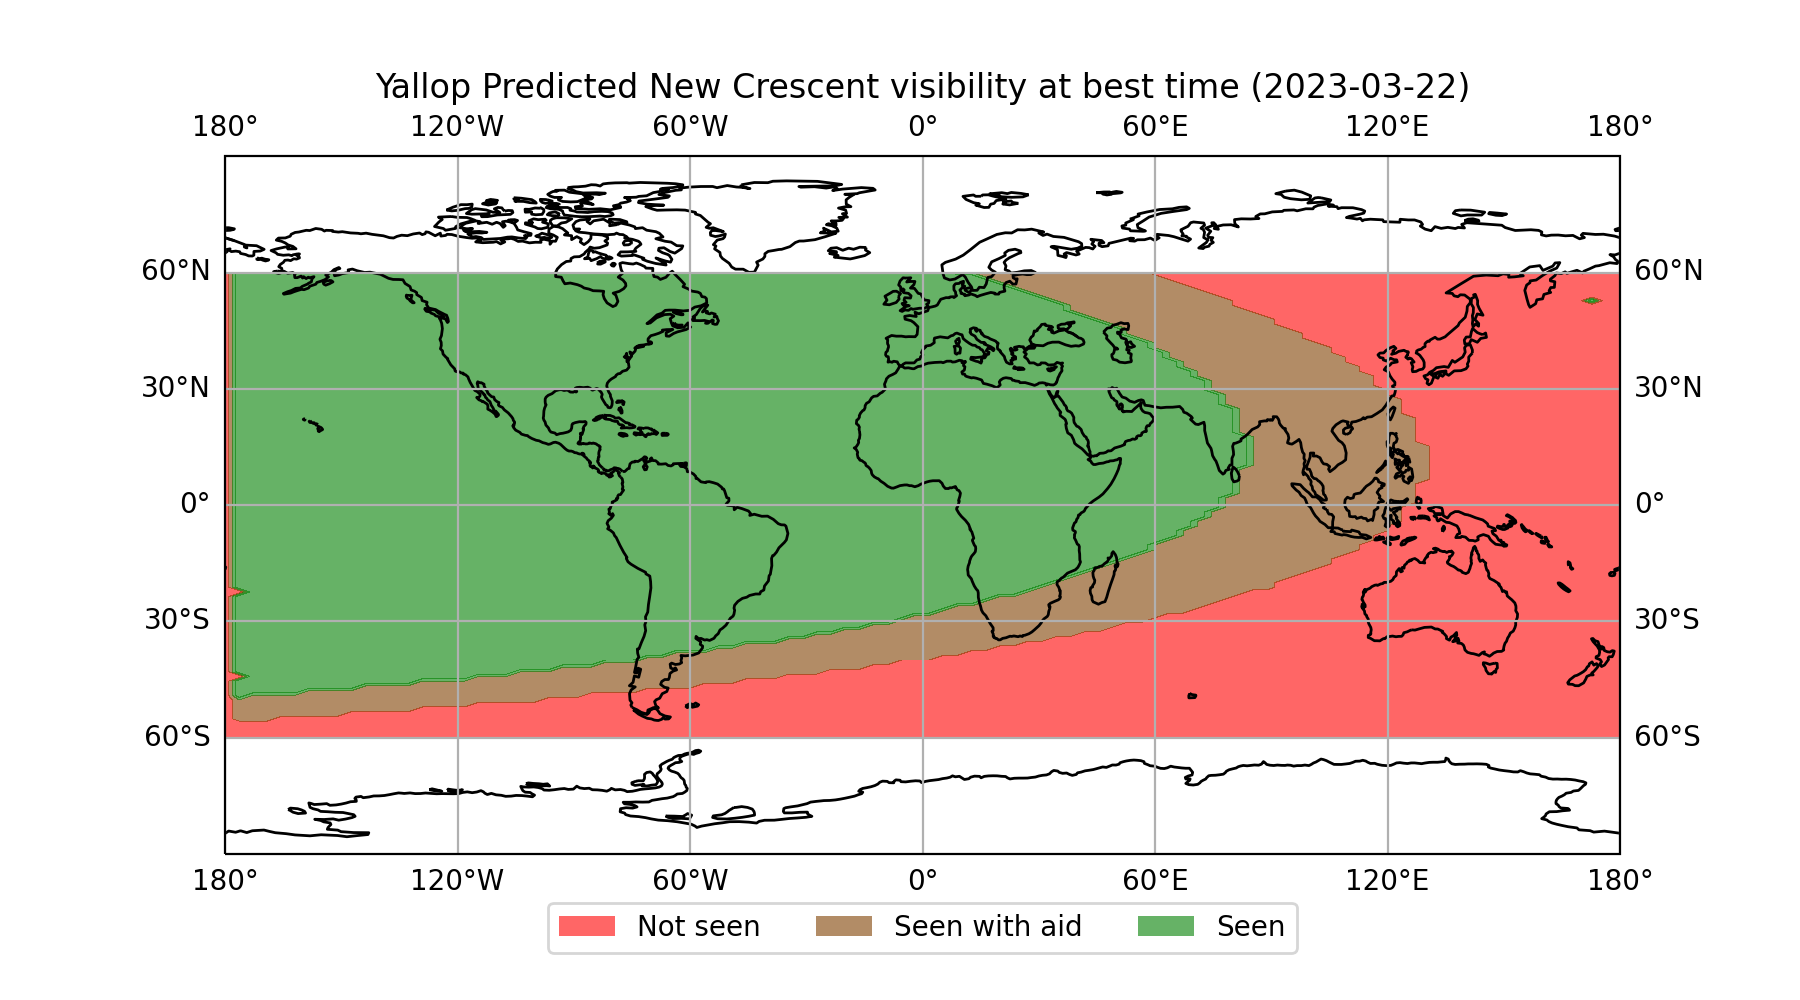 Yallop Predicted New Crescent visibility at best time (2023-03-22)
180° 120°W 60°W 0° 60°E 120°E 180°
60°N 60°N
30°N 30°N
0° 0°
30°S 30°S
60°S 60°S
180° 120°W 60°W 0° 60°E 120°E 180°
Not seen Seen with aid Seen